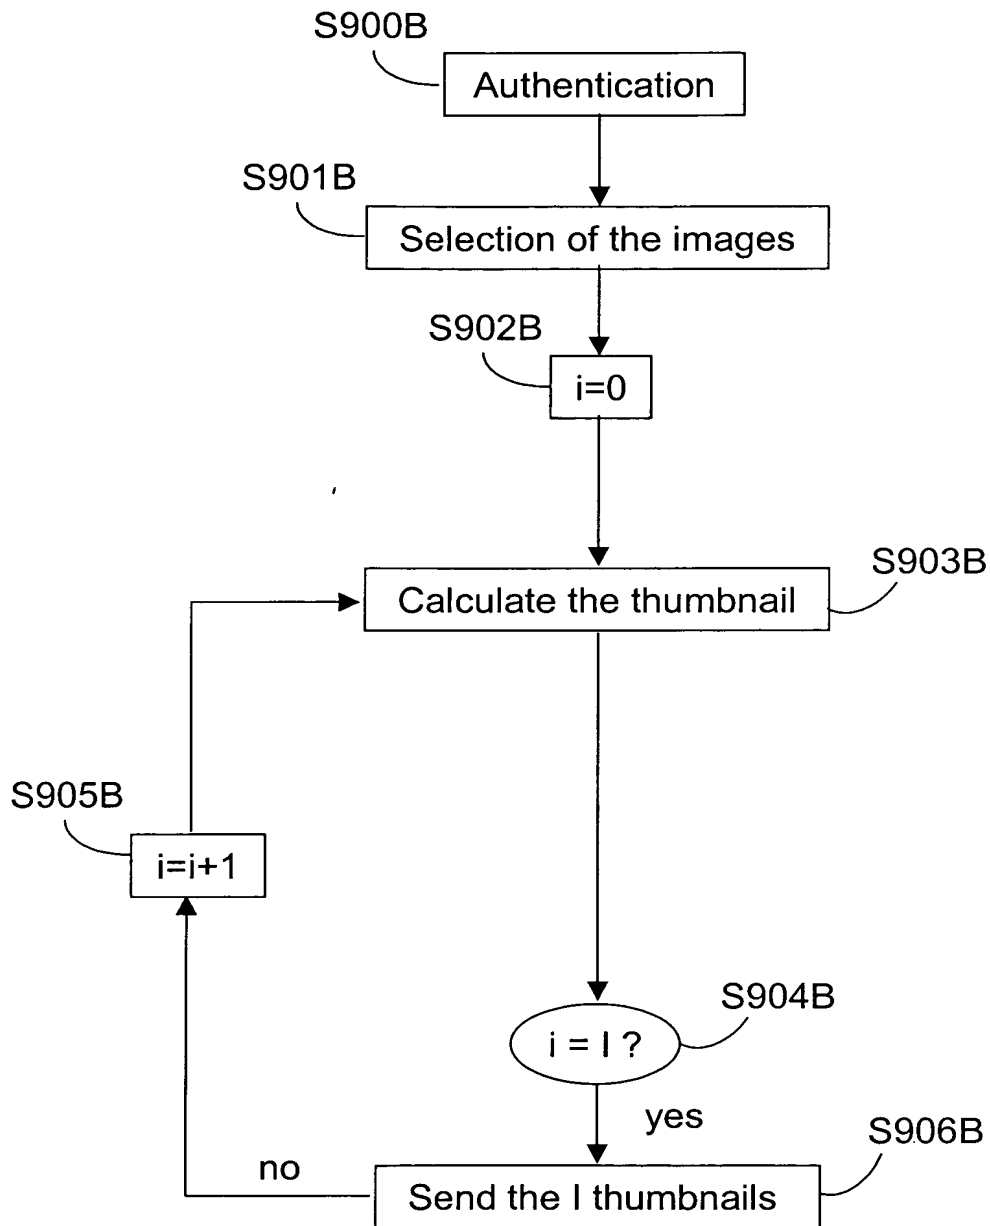 S900B
Authentication
S901B
Selection of the images
S902B
i=0
S903B
Calculate the thumbnail
S905B
i=i+1
S904B
i = I ?
yes
S906B
no
Send the I thumbnails